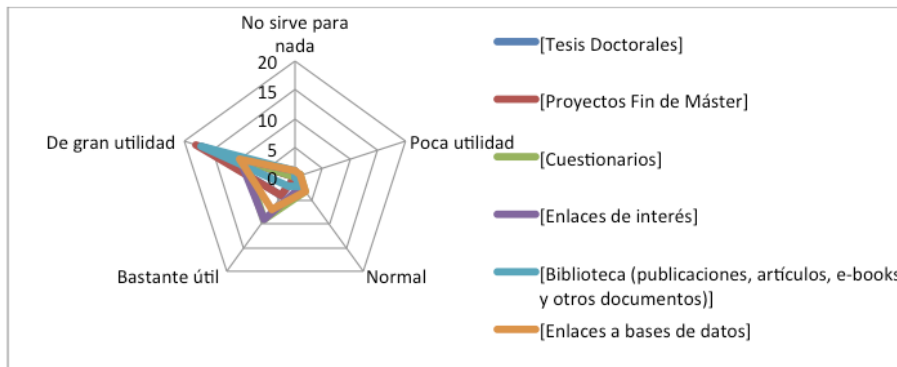 No sirve para
nada
20
15
10
5
0
De gran utilidad
Poca utilidad
Bastante útil
Normal
[Tesis Doctorales]
[Proyectos Fin de Máster]
[Cuestionarios]
[Enlaces de interés]
[Biblioteca (publicaciones, artículos, e-books
y otros documentos)]
[Enlaces a bases de datos]